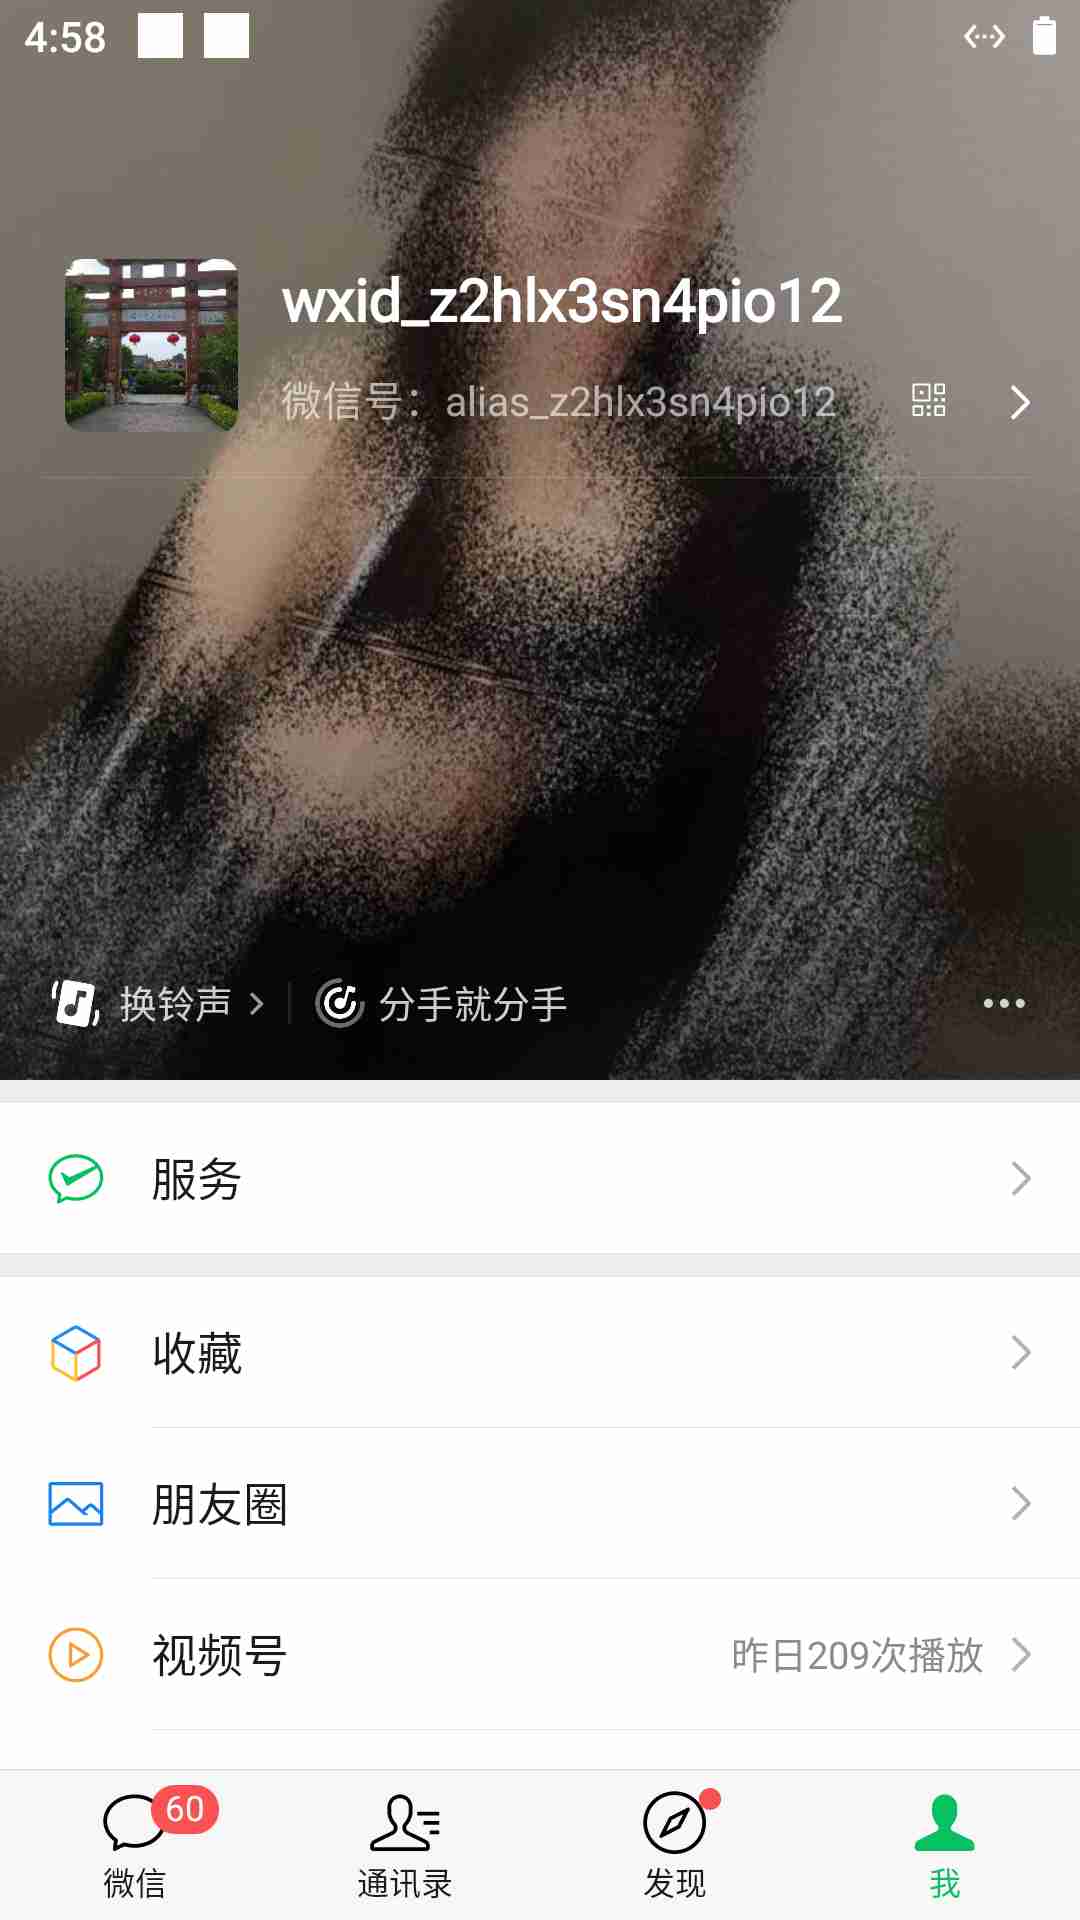 4:58
wxid_z2hlx3sn4pio12
微信号：alias_z2hlx3sn4pio12
换铃声
分手就分手
服务
收藏
朋友圈
视频号
昨日209次播放
60
微信
通讯录
发现
我